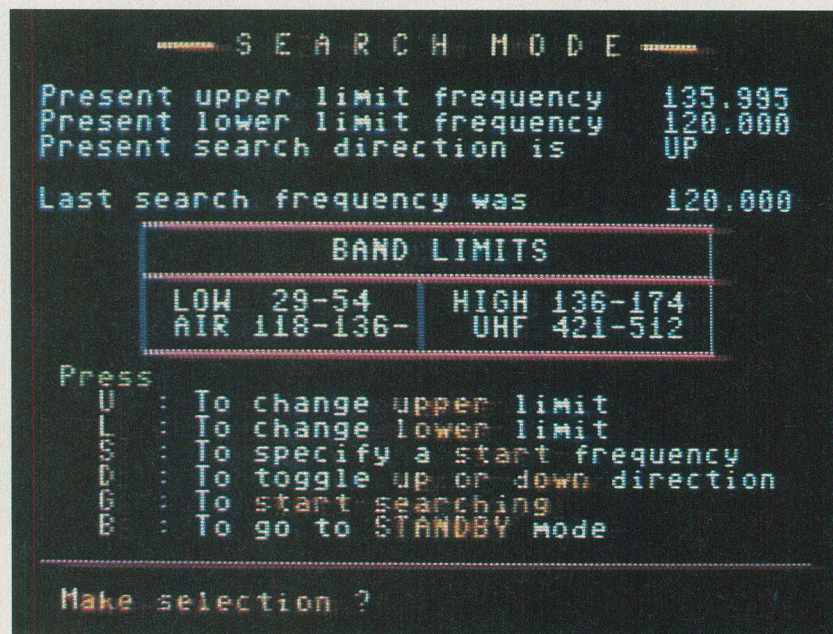 SEARCH MODE
Present upper limit frequency 135.995
Present lower limit frequency 120.000
Present search direction is UP
Last search frequency was 120.000
BAND LIMITS
LOW 29-54 HIGH 136-174
AIR 118-136- UHF 421-512
Press
U : To change upper limit
L : To change lower limit
S : To specify a start frequency
D : To toggle up or down direction
G : To start searching
B : To go to STANDBY mode
Make selection ?